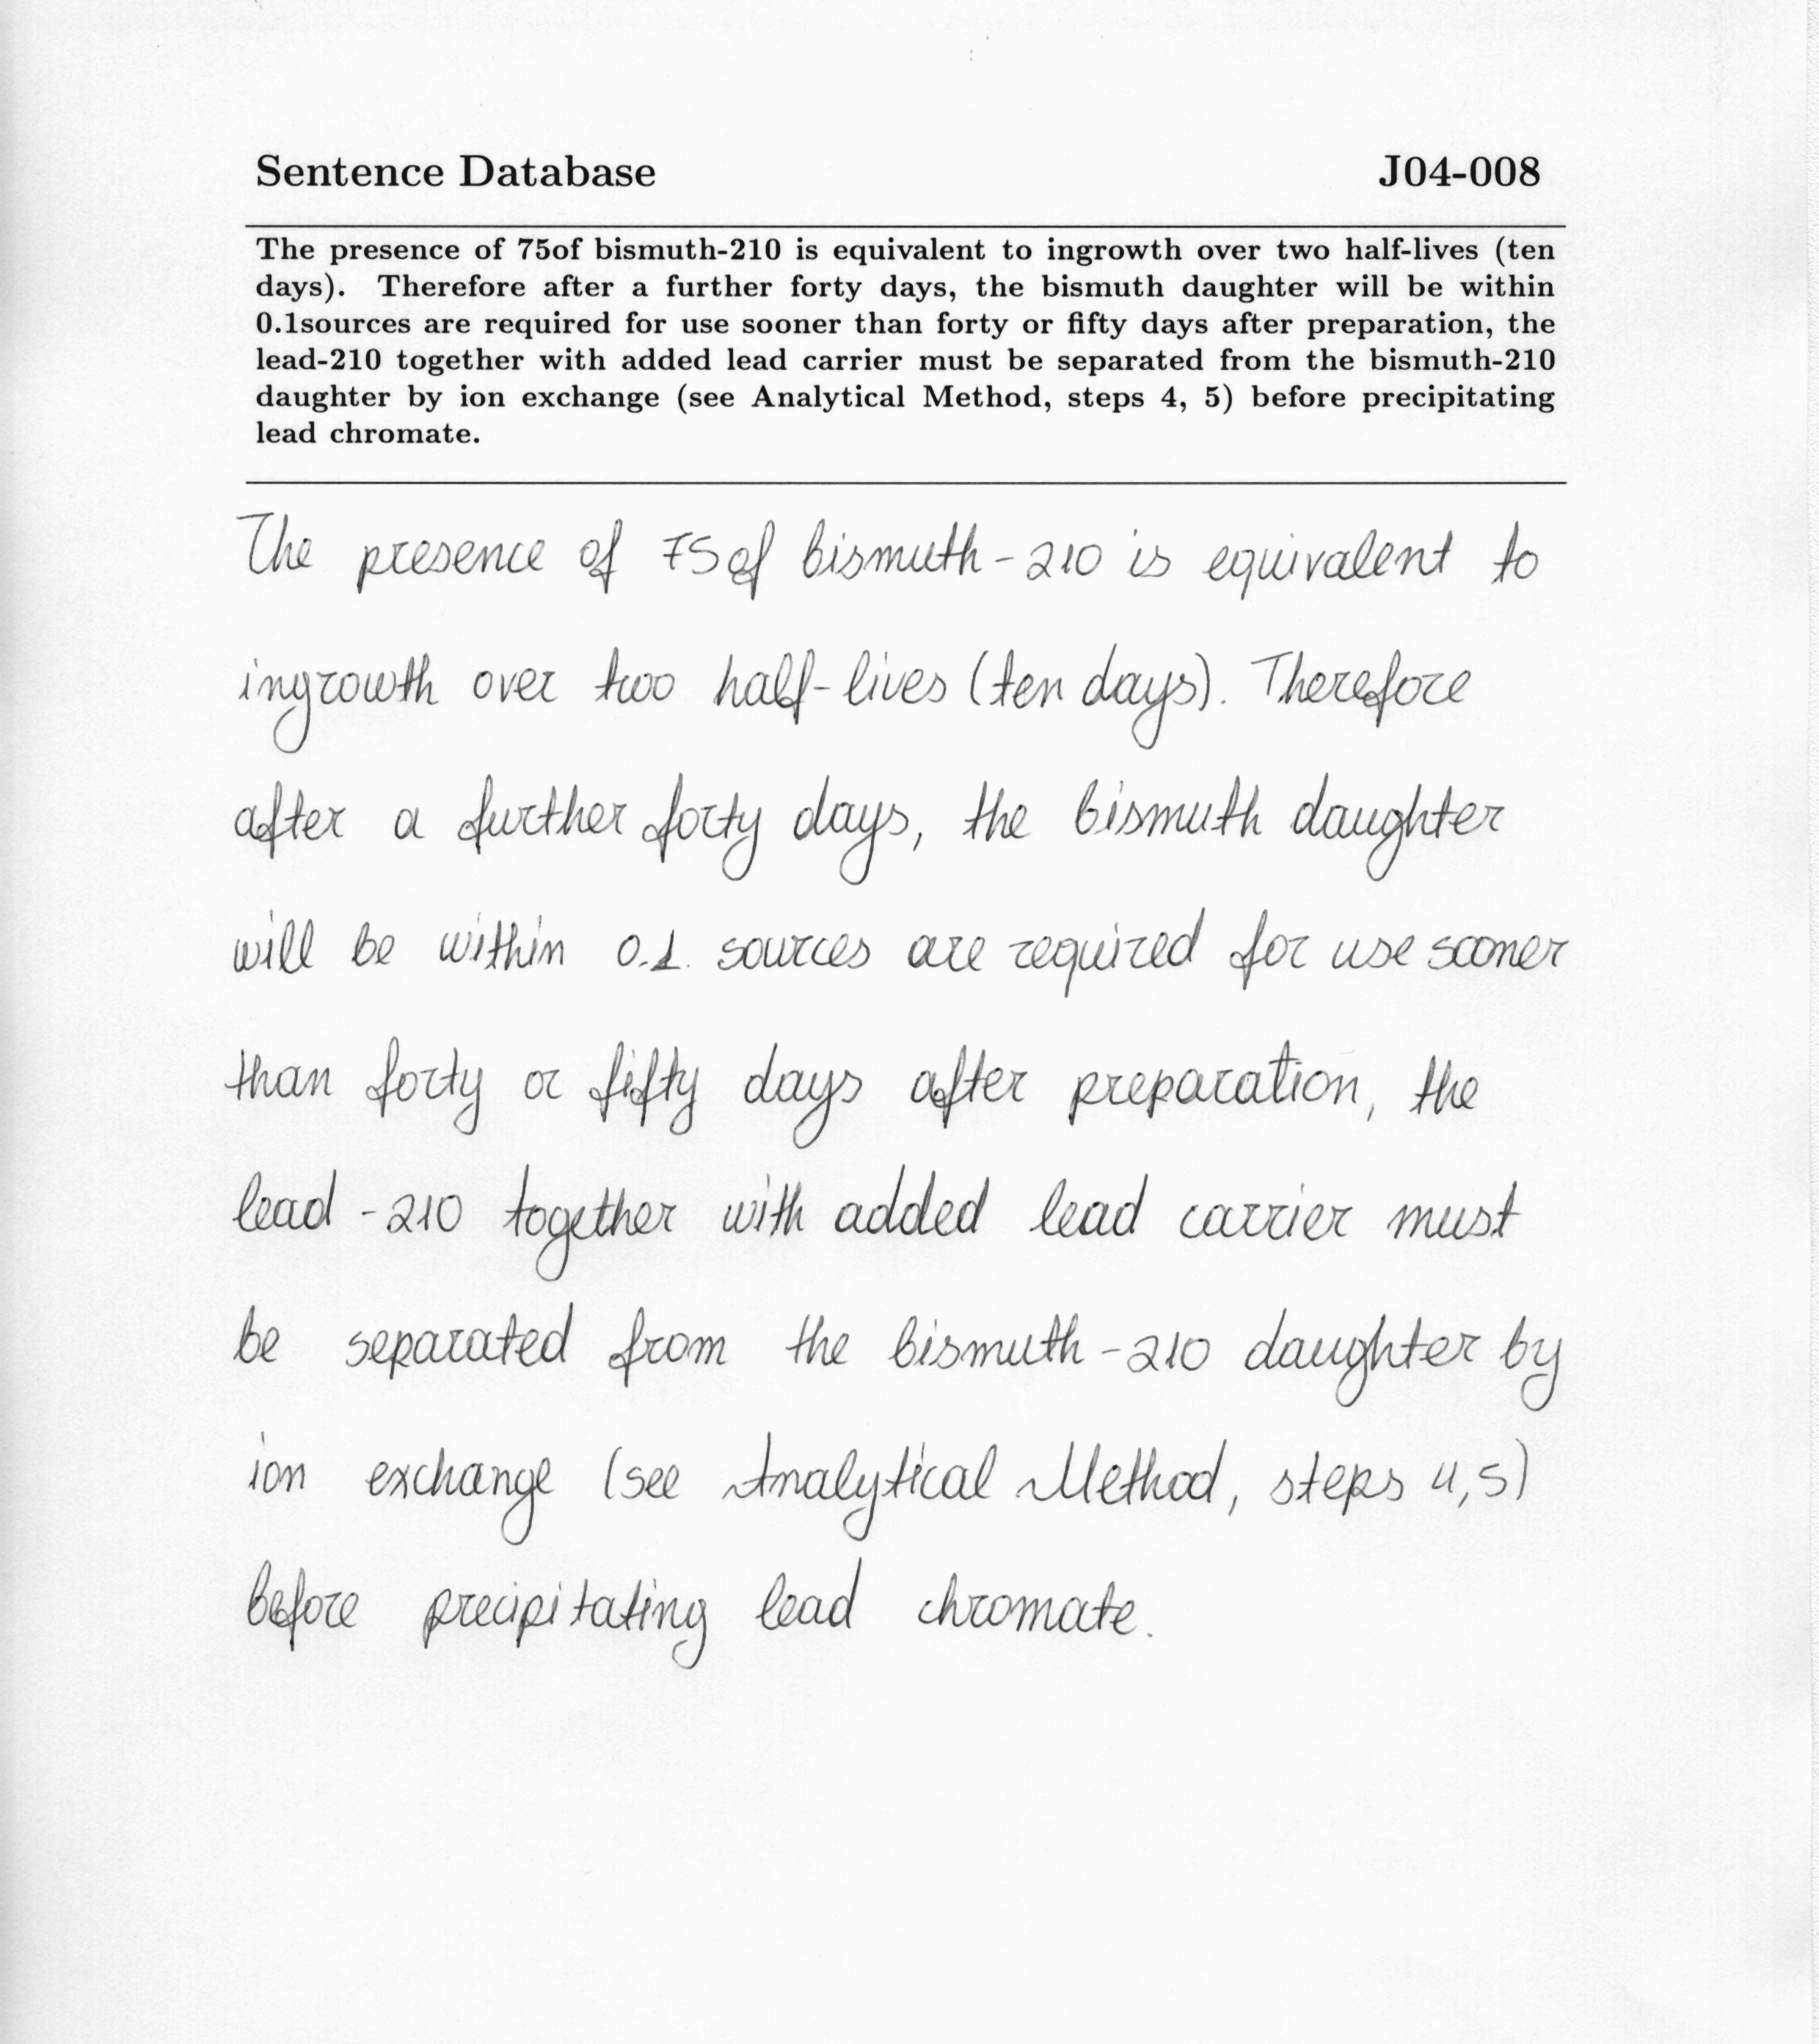 Sentence Database J04-008
The presence of 75of bismuth-210 is equivalent to ingrowth over two half-lives (ten
days). Therefore after a further forty days, the bismuth daughter will be within
0.1sources are required for use sooner than forty or fifty days after preparation, the
lead-210 together with added lead carrier must be separated from the bismuth-210
daughter by ion exchange (see Analytical Method, steps 4, 5) before precipitating
lead chromate.
The presence of 75of bismuth-210 is equivalent to
ingrowth over two half-lives (ten days). Therefore
after a further forty days, the bismuth daughter
will be within 0.1. sources are required for use sooner
than forty or fifty days after preparation, the
lead-210 together with added lead carrier must
be separated from the bismuth-210 daughter by
ion exchange (see Analytical Method, steps 4,5)
before precipitating lead chromate.